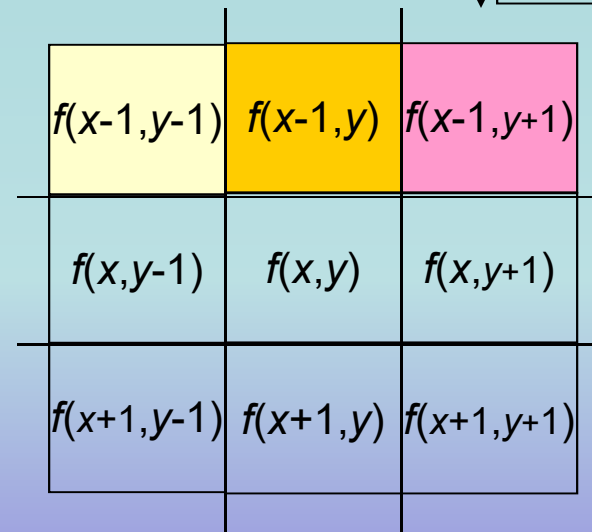 f(x-1,y-1) f(x-1,y) f(x-1,y+1)
f(x,y-1) f(x,y) f(x,y+1)
f(x+1,y-1) f(x+1,y) f(x+1,y+1)